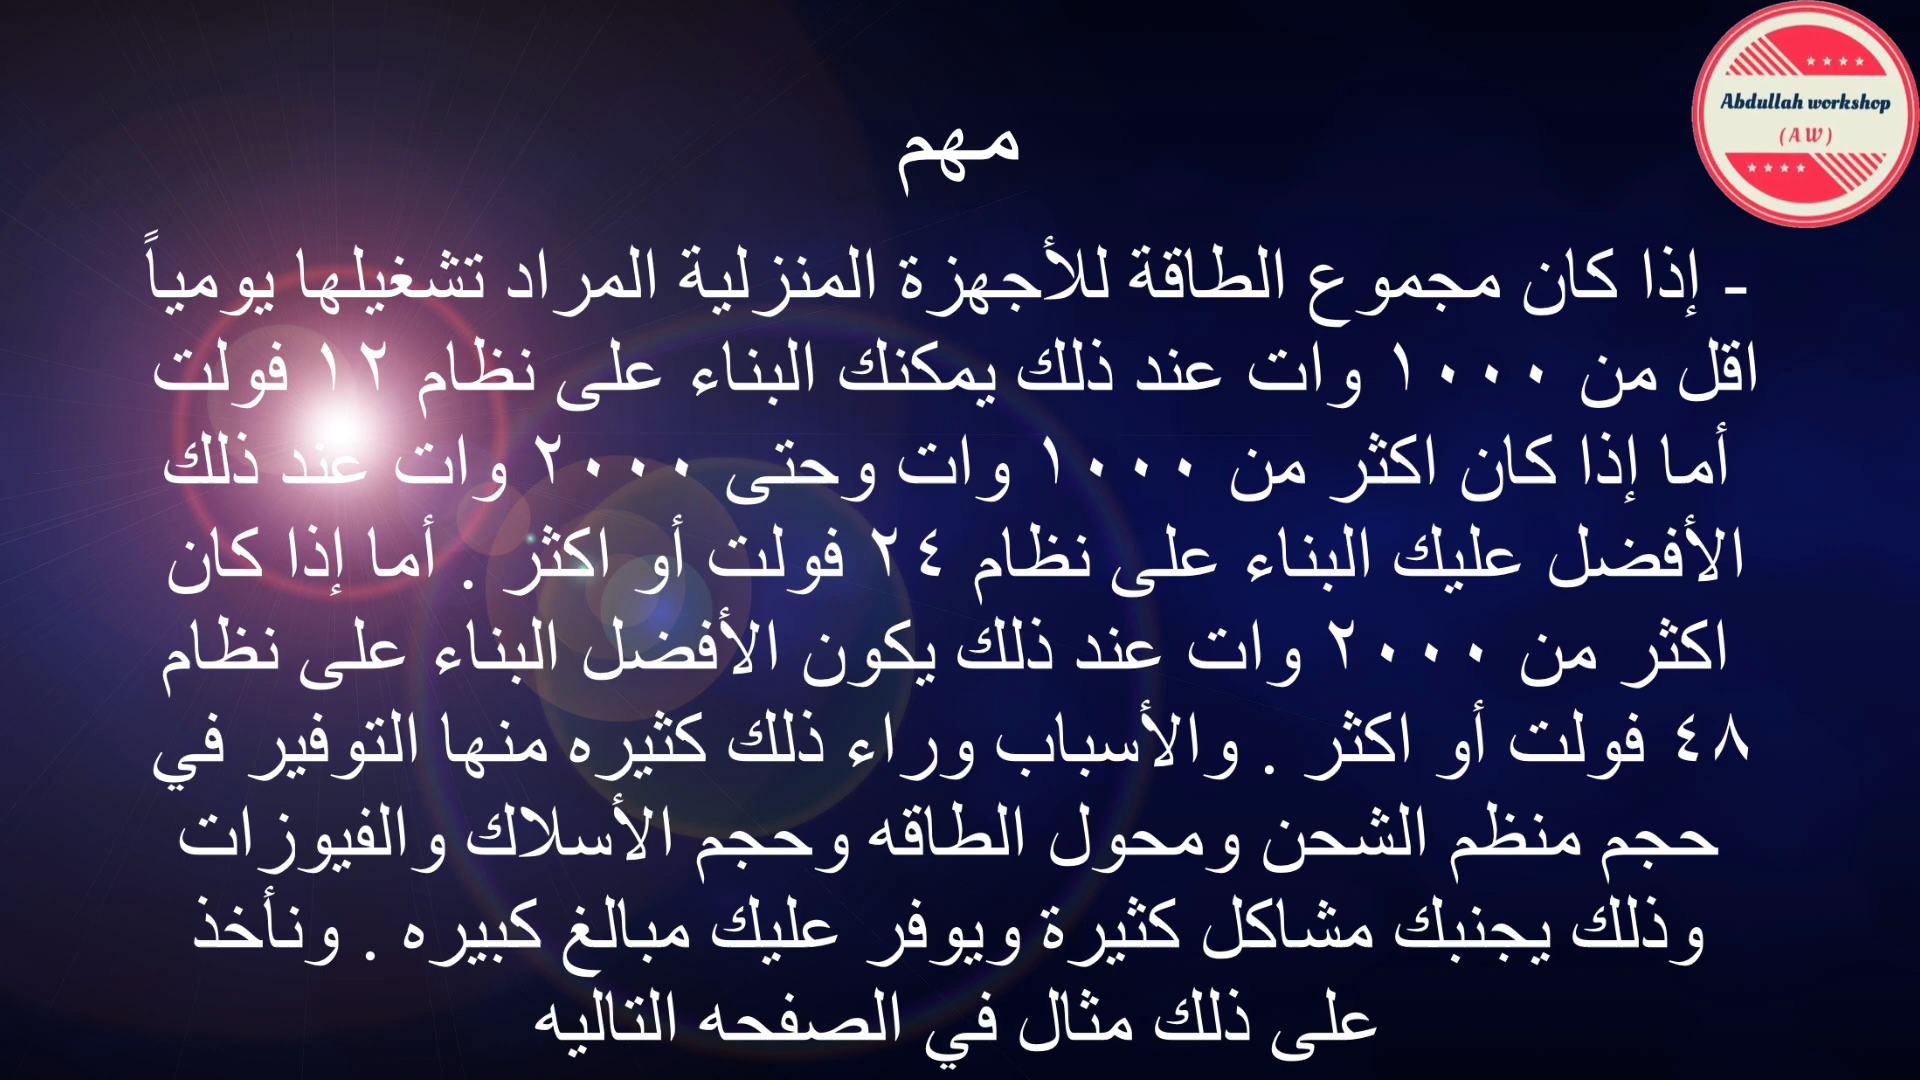 Abdullah workshop
(AW)
مهم
- إذا كان مجموع الطاقة للأجهزة المنزلية المراد تشغيلها يومياً
اقل من ١٠٠٠ وات عند ذلك يمكنك البناء على نظام ١٢ فولت
أما إذا كان اكثر من ١٠٠٠ وات وحتى ٢٠٠٠ وات عند ذلك
الأفضل عليك البناء على نظام ٢٤ فولت أو اكثر . أما إذا كان
اكثر من ٢٠٠٠ وات عند ذلك يكون الأفضل البناء على نظام
٤٨ فولت أو اكثر . والأسباب وراء ذلك كثيره منها التوفير في
حجم منظم الشحن ومحول الطاقه وحجم الأسلاك والفيوزات
وذلك يجنبك مشاكل كثيرة ويوفر عليك مبالغ كبيره . ونأخذ
على ذلك مثال في الصفحه التاليه